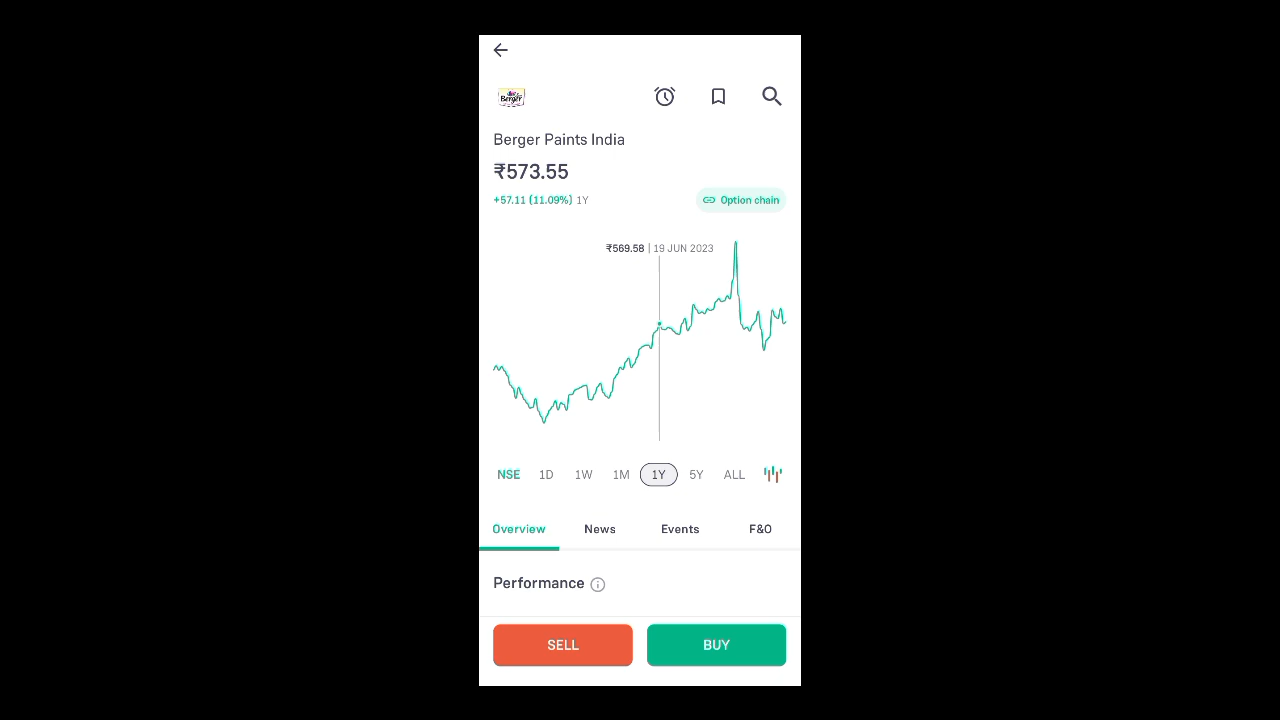 Berger
Berger Paints India
₹573.55
+57.11 (11.09%) 1Y
Option chain
₹569.58 | 19 JUN 2023
NSE 1D 1W 1M 1Y 5Y ALL
Overview News Events F&O
Performance
SELL BUY